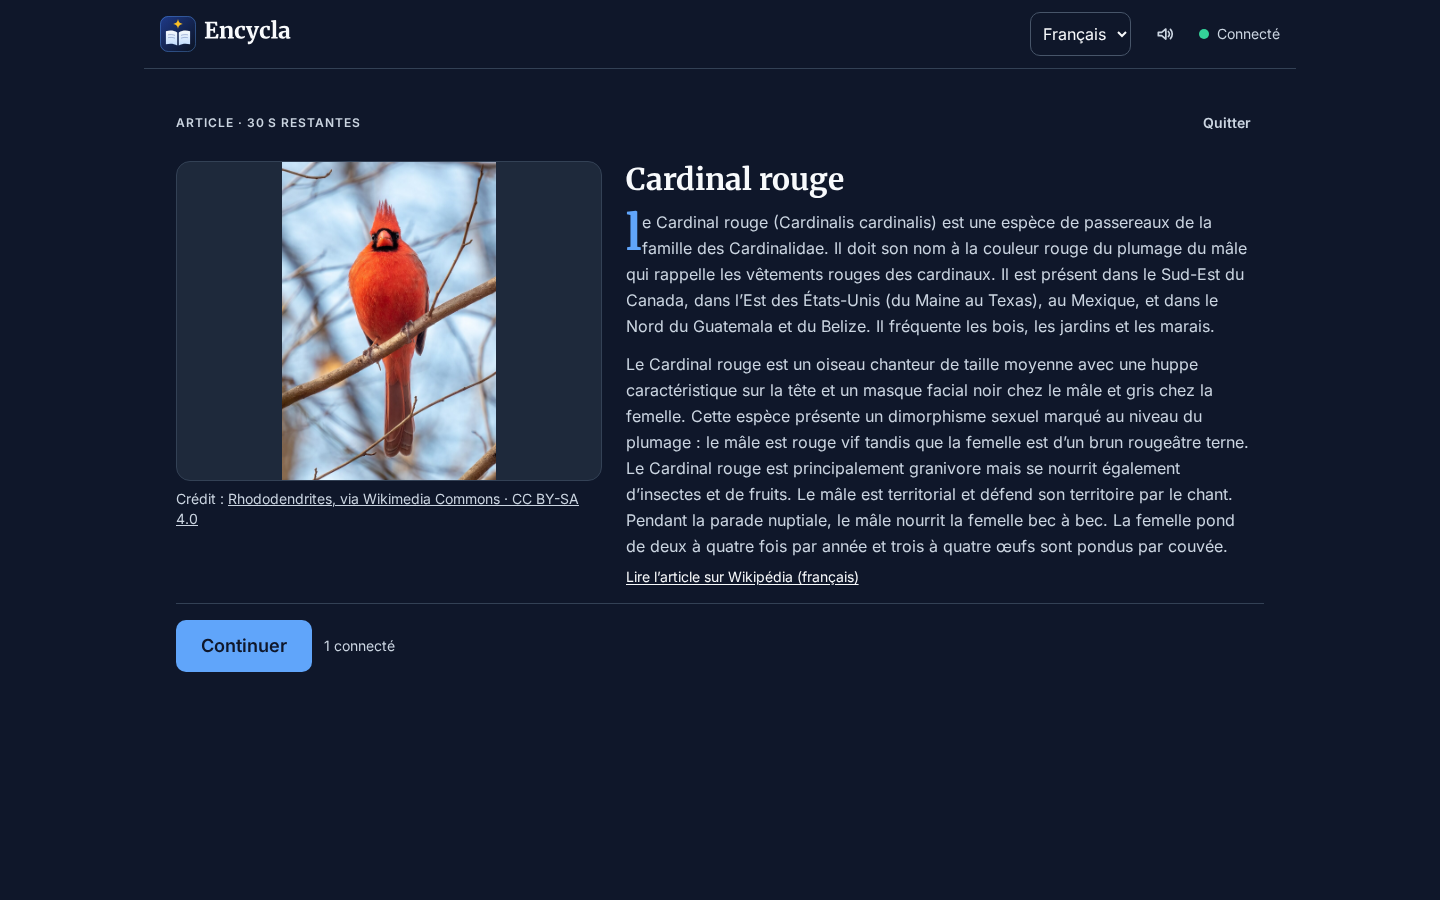 Encycla
Français
Connecté
ARTICLE · 30 S RESTANTES
Quitter
Cardinal rouge
le Cardinal rouge (Cardinalis cardinalis) est une espèce de passereaux de la
famille des Cardinalidae. Il doit son nom à la couleur rouge du plumage du mâle
qui rappelle les vêtements rouges des cardinaux. Il est présent dans le Sud-Est du
Canada, dans l’Est des États-Unis (du Maine au Texas), au Mexique, et dans le
Nord du Guatemala et du Belize. Il fréquente les bois, les jardins et les marais.
Le Cardinal rouge est un oiseau chanteur de taille moyenne avec une huppe
caractéristique sur la tête et un masque facial noir chez le mâle et gris chez la
femelle. Cette espèce présente un dimorphisme sexuel marqué au niveau du
plumage : le mâle est rouge vif tandis que la femelle est d’un brun rougeâtre terne.
Le Cardinal rouge est principalement granivore mais se nourrit également
d’insectes et de fruits. Le mâle est territorial et défend son territoire par le chant.
Pendant la parade nuptiale, le mâle nourrit la femelle bec à bec. La femelle pond
de deux à quatre fois par année et trois à quatre œufs sont pondus par couvée.
Lire l’article sur Wikipédia (français)
Crédit : Rhododendrites, via Wikimedia Commons · CC BY-SA
4.0
Continuer
1 connecté